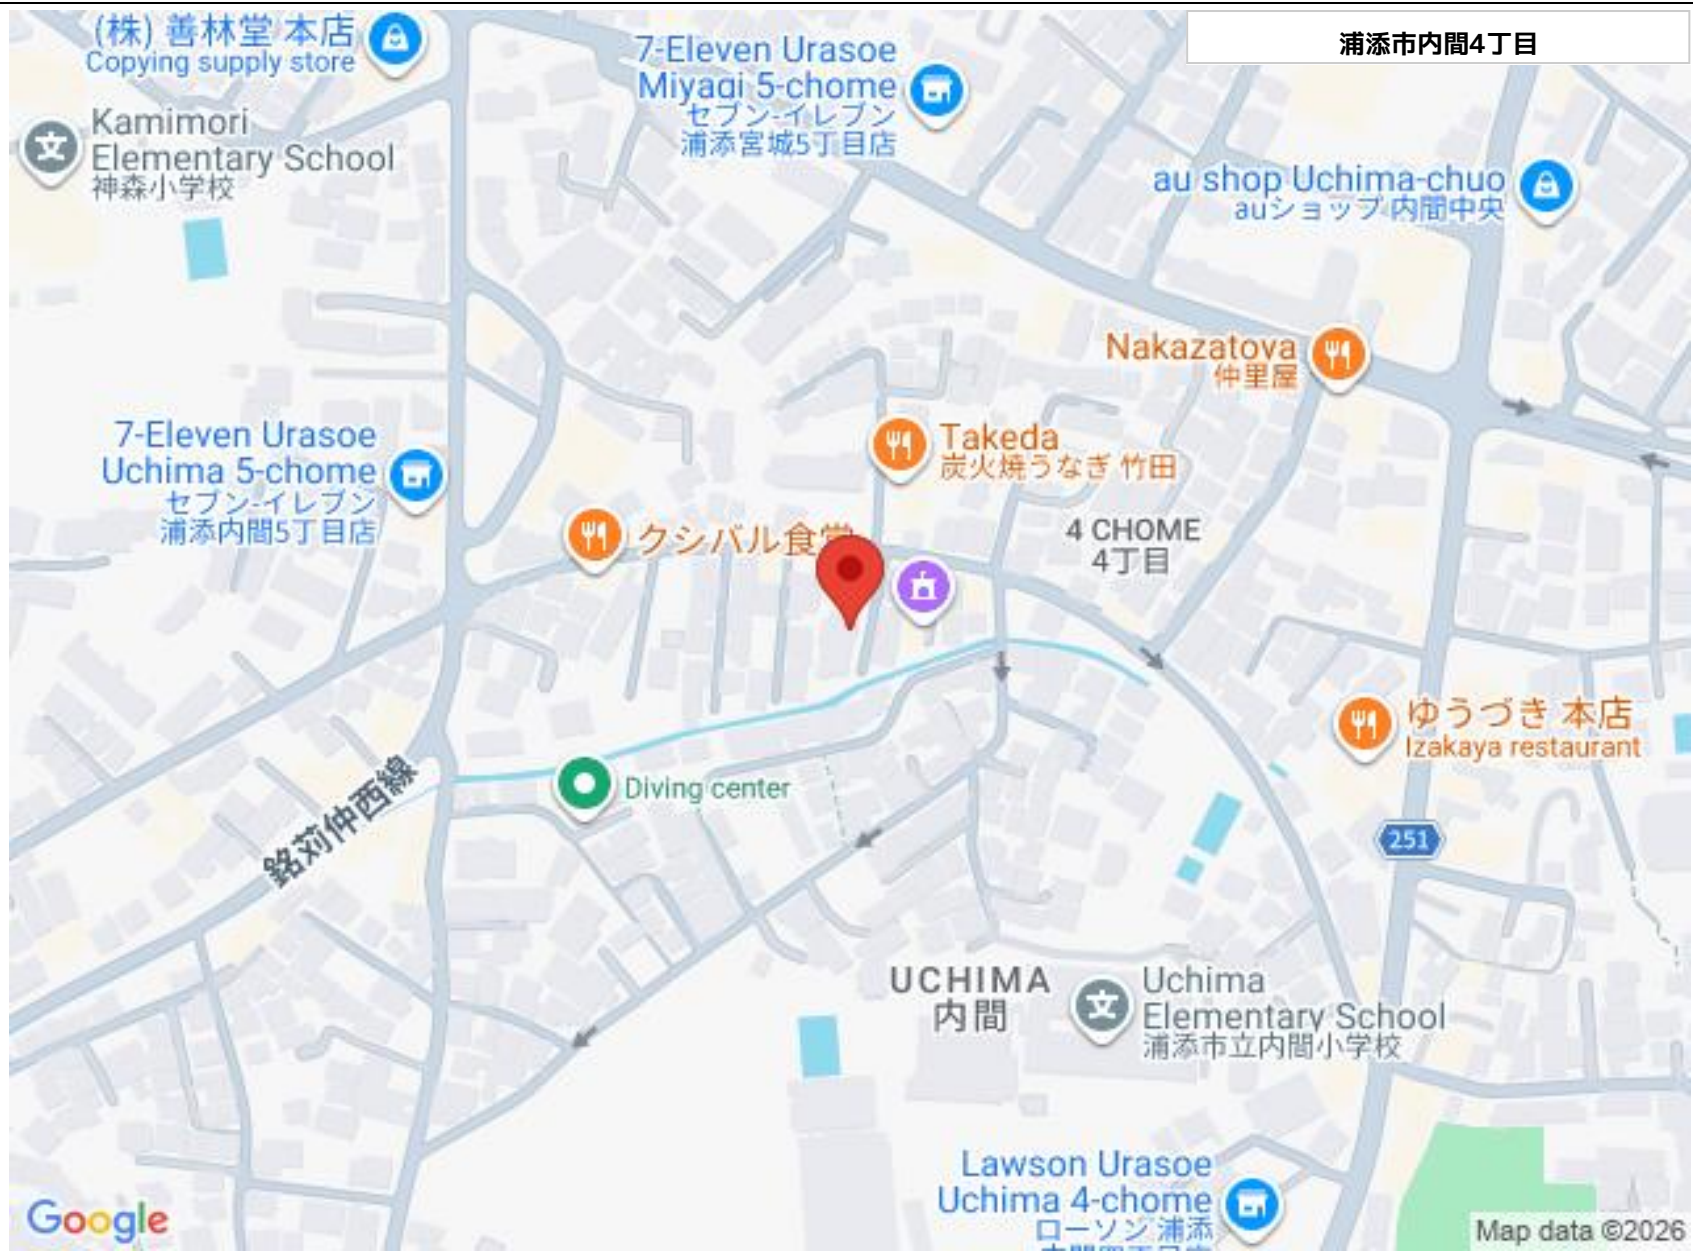 浦添市内間4丁目
(株) 善林堂 本店
Copying supply store
7-Eleven Urasoe
Miyagi 5-chome
セブン-イレブン
浦添宮城5丁目店
Kamimori
Elementary School
神森小学校
au shop Uchima-chuo
auショップ 内間中央
Nakazatoya
仲里屋
7-Eleven Urasoe
Uchima 5-chome
セブン-イレブン
浦添内間5丁目店
Takeda
炭火焼うなぎ 竹田
クシバル食堂
4 CHOME
4丁目
ゆうづき 本店
Izakaya restaurant
Diving center
銘苅仲西線
251
UCHIMA
内間
Uchima
Elementary School
浦添市立内間小学校
Lawson Urasoe
Uchima 4-chome
ローソン 浦添
Google
Map data ©2026